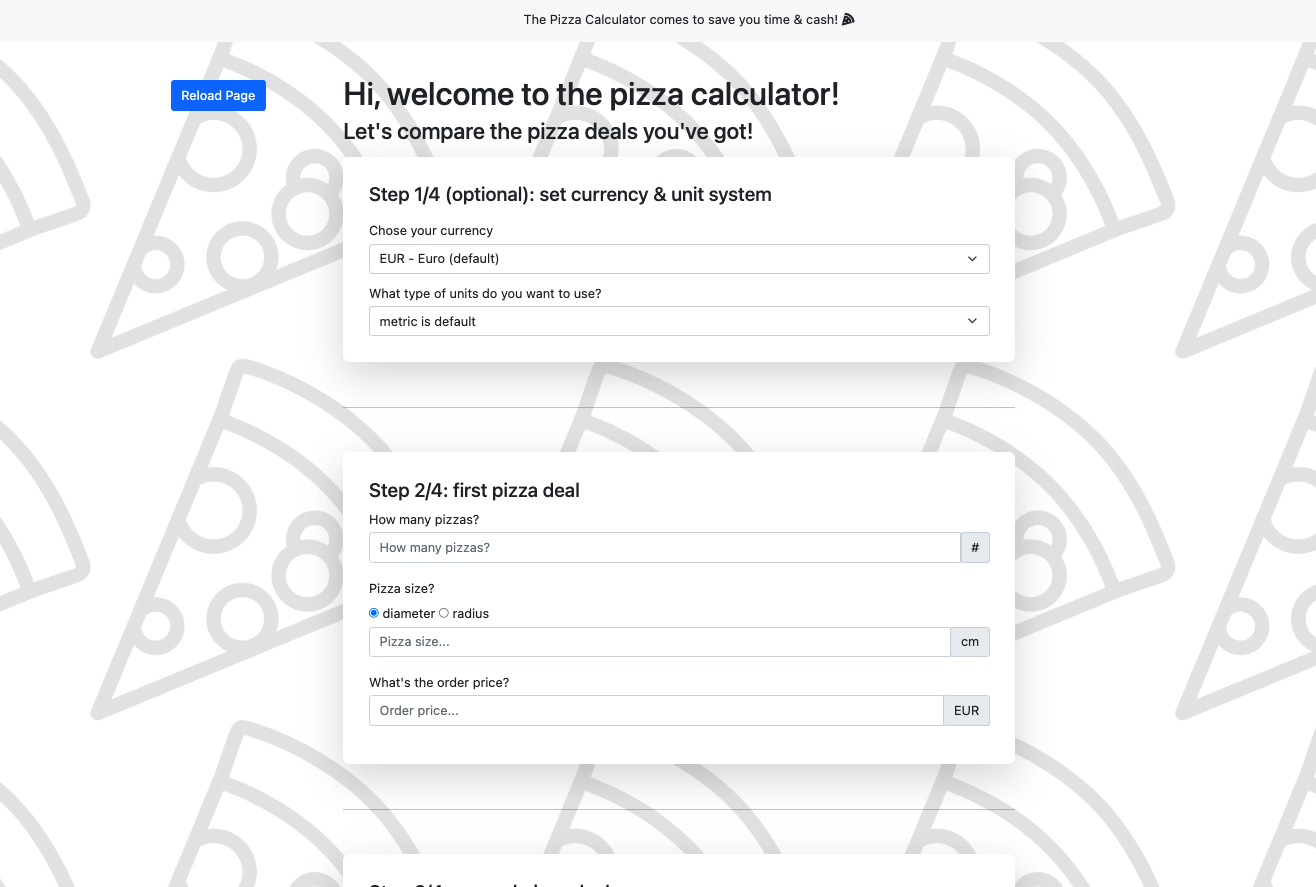 The Pizza Calculator comes to save you time & cash!
Reload Page
Hi, welcome to the pizza calculator!
Let's compare the pizza deals you've got!
Step 1/4 (optional): set currency & unit system
Chose your currency
EUR - Euro (default)
What type of units do you want to use?
metric is default
Step 2/4: first pizza deal
How many pizzas?
How many pizzas? #
Pizza size?
diameter radius
Pizza size... cm
What's the order price?
Order price... EUR